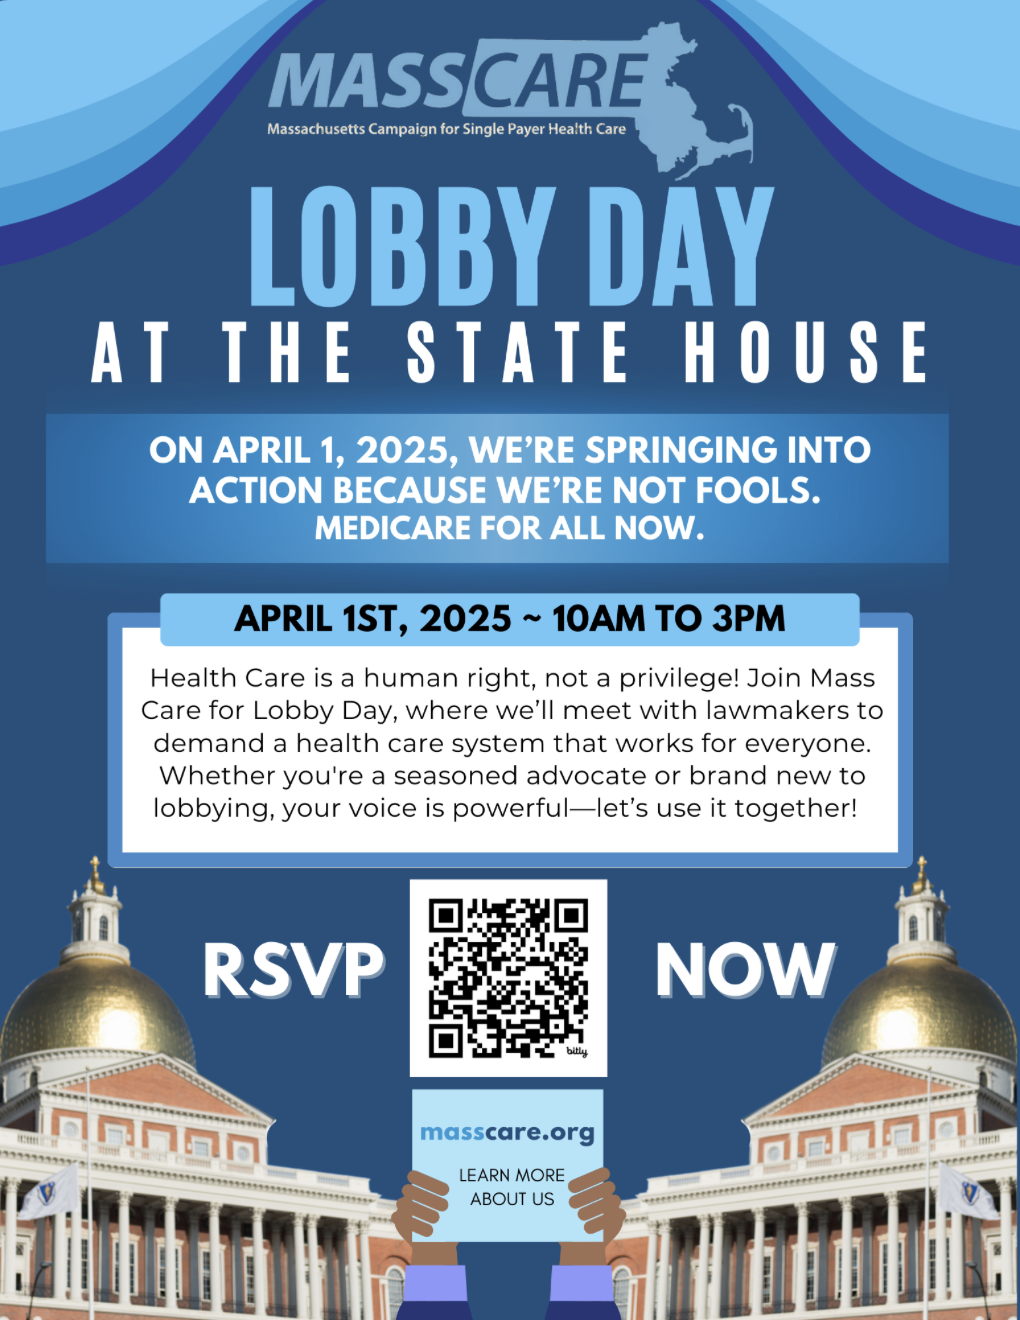 MASSCARE
Massachusetts Campaign for Single Payer Health Care
LOBBY DAY
AT THE STATE HOUSE
ON APRIL 1, 2025, WE’RE SPRINGING INTO
ACTION BECAUSE WE’RE NOT FOOLS.
MEDICARE FOR ALL NOW.
APRIL 1ST, 2025 ~ 10AM TO 3PM
Health Care is a human right, not a privilege! Join Mass
Care for Lobby Day, where we’ll meet with lawmakers to
demand a health care system that works for everyone.
Whether you're a seasoned advocate or brand new to
lobbying, your voice is powerful—let’s use it together!
RSVP NOW
bitly
masscare.org
LEARN MORE
ABOUT US